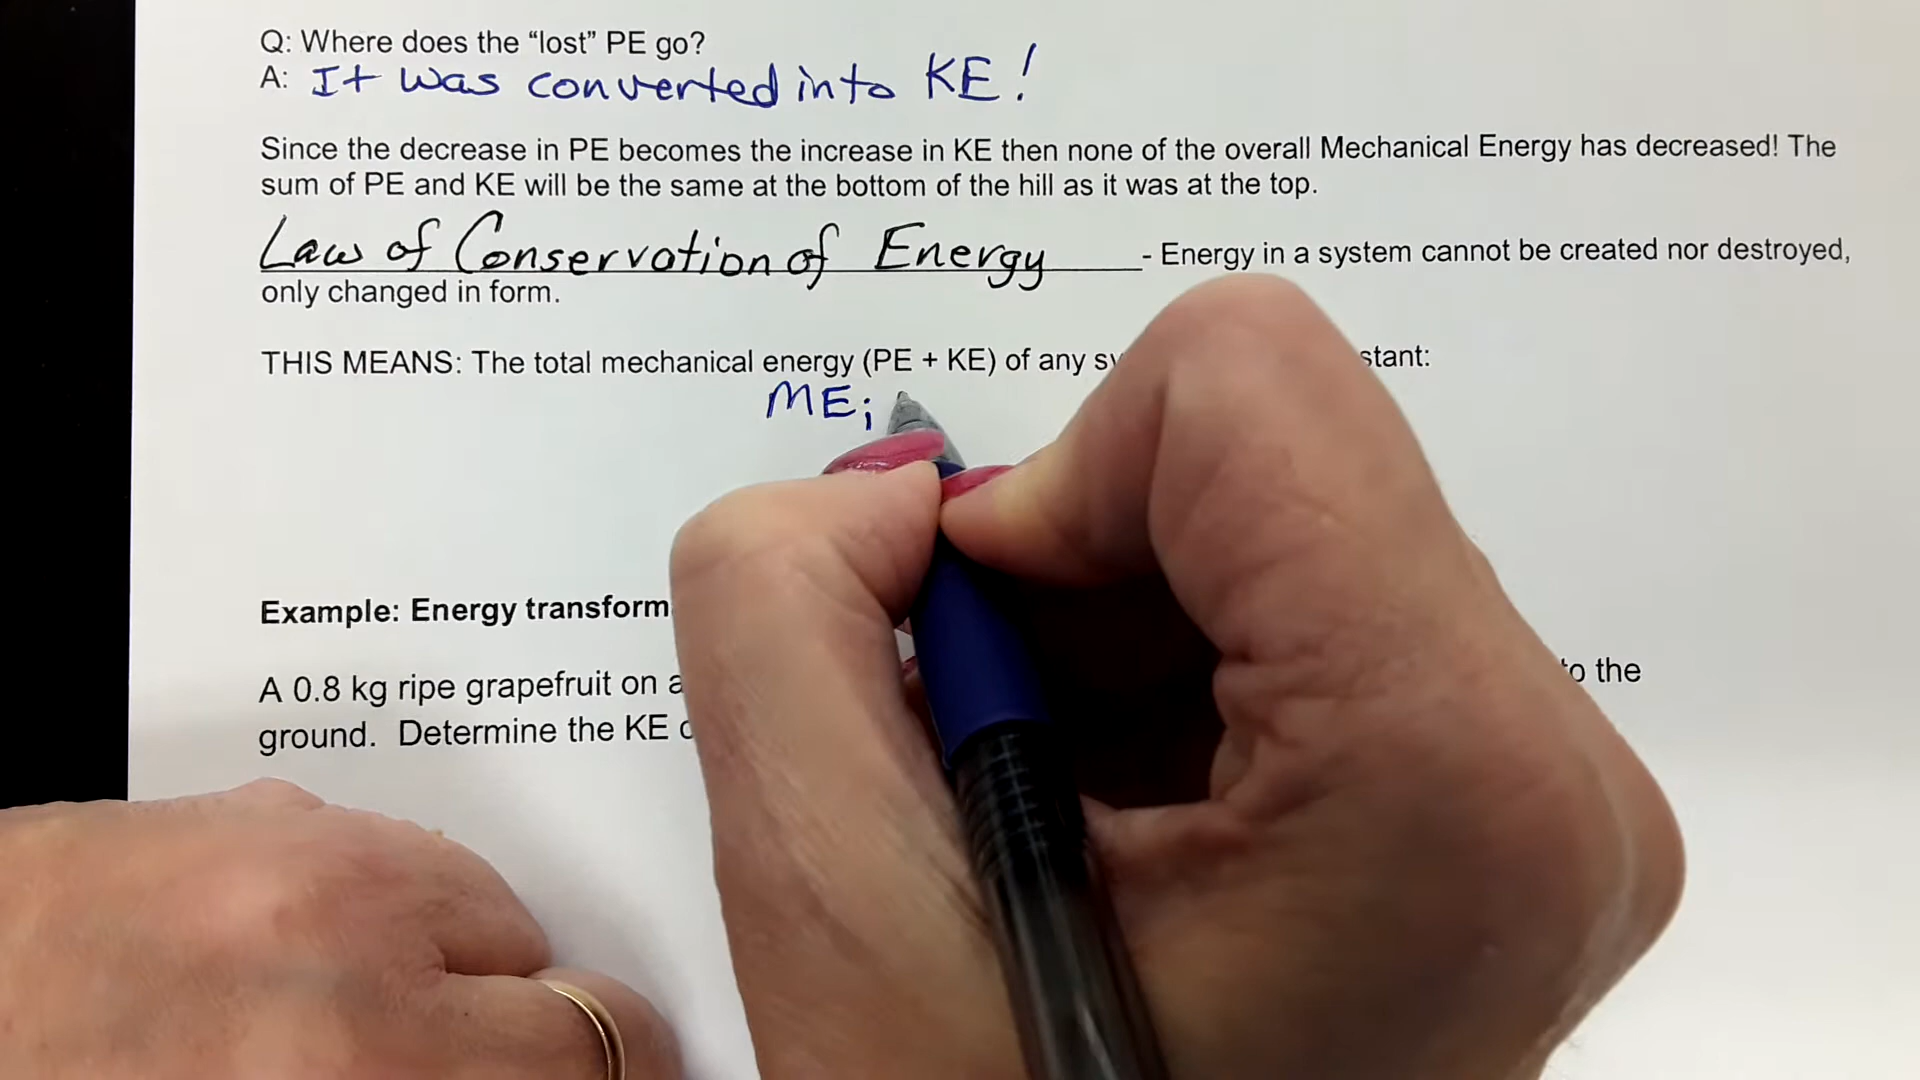 Q: Where does the “lost” PE go?
A: It was converted into KE!
Since the decrease in PE becomes the increase in KE then none of the overall Mechanical Energy has decreased! The
sum of PE and KE will be the same at the bottom of the hill as it was at the top.
Law of Conservation of Energy - Energy in a system cannot be created nor destroyed,
only changed in form.
THIS MEANS: The total mechanical energy (PE + KE) of any
MEi
Example: Energy
A 0.8 kg ripe grapefruit on the
ground. Determine the KE